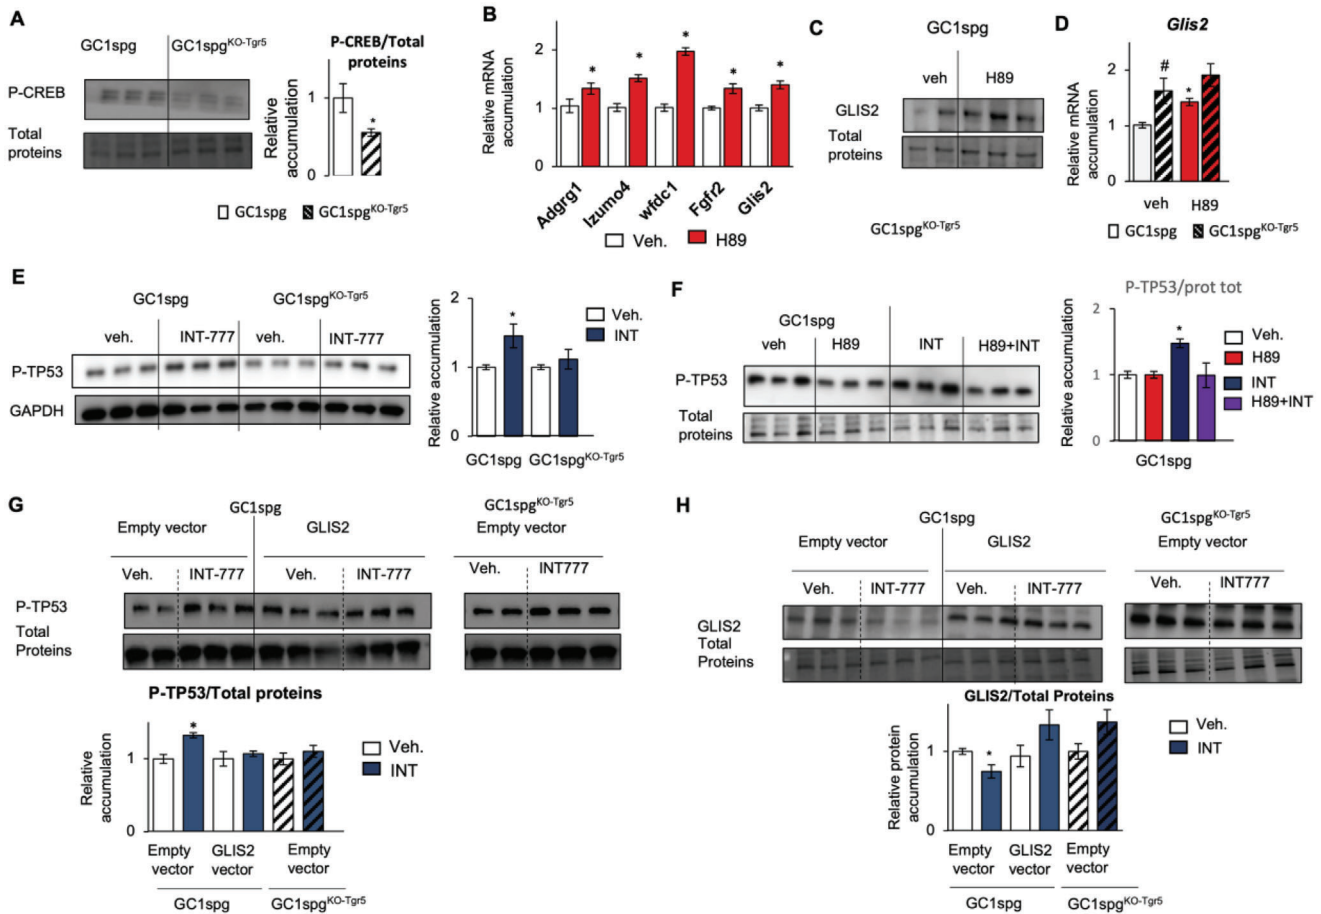 A
GC1spg
GC1spgKO-Tgr5
P-CREB
Total
proteins
P-CREB/Total
proteins
Relative
accumulation
1
0
*
GC1spg
GC1spgKO-Tgr5
B
Relative mRNA
accumulation
2
1
0
*
*
*
*
*
Adgrg1
Izumo4
wfdc1
Fgfr2
Glis2
Veh.
H89
C
GC1spg
veh
H89
GLIS2
Total
proteins
GC1spgKO-Tgr5
D
Glis2
Relative mRNA
accumulation
2
1
0
#
*
veh
H89
GC1spg
GC1spgKO-Tgr5
E
GC1spg
GC1spgKO-Tgr5
veh.
INT-777
veh.
INT-777
P-TP53
GAPDH
Relative accumulation
2
1
0
*
Veh.
INT
GC1spg
GC1spgKO-Tgr5
F
GC1spg
veh
H89
INT
H89+INT
P-TP53
Total
proteins
P-TP53/prot tot
Relative accumulation
2
1
0
*
Veh.
H89
INT
H89+INT
GC1spg
G
GC1spg
GC1spgKO-Tgr5
Empty vector
GLIS2
Empty vector
Veh.
INT-777
Veh.
INT-777
Veh.
INT777
P-TP53
Total
Proteins
P-TP53/Total proteins
Relative
accumulation
1
0
*
Veh.
INT
Empty
vector
GLIS2
vector
Empty
vector
GC1spg
GC1spgKO-Tgr5
H
GC1spg
GC1spgKO-Tgr5
Empty vector
GLIS2
Empty vector
Veh.
INT-777
Veh.
INT-777
Veh.
INT777
GLIS2
Total
Proteins
GLIS2/Total Proteins
Relative protein
accumulation
1
0
*
Veh.
INT
Empty
vector
GLIS2
vector
Empty
vector
GC1spg
GC1spgKO-Tgr5